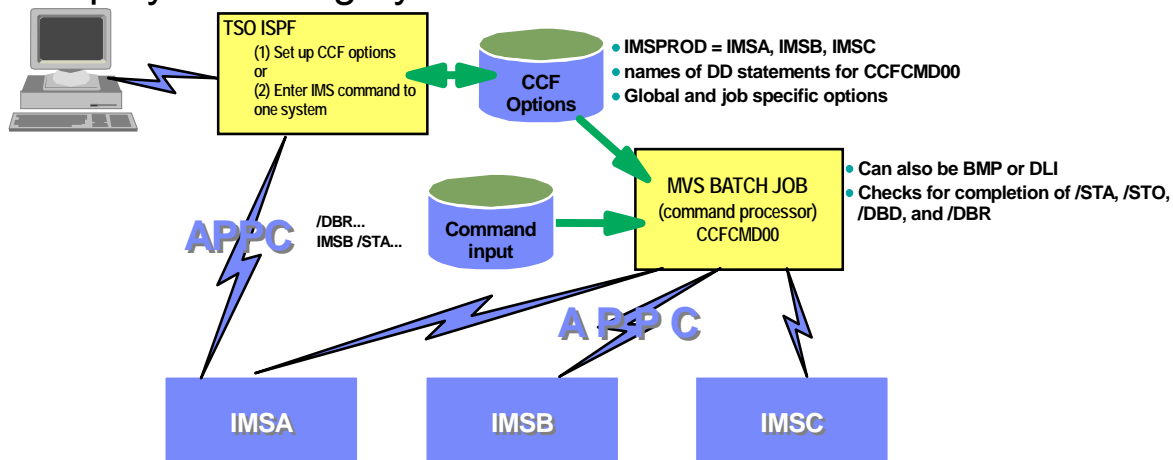 TSO ISPF
(1) Set up CCF options
or
(2) Enter IMS command to
one system
CCF
Options
• IMSPROD = IMSA, IMSB, IMSC
• names of DD statements for CCFCMD00
• Global and job specific options
MVS BATCH JOB
(command processor)
CCFCMD00
• Can also be BMP or DLI
• Checks for completion of /STA, /STO,
/DBD, and /DBR
Command
input
APPC
/DBR...
IMSB /STA...
A P P C
IMSA
IMSB
IMSC